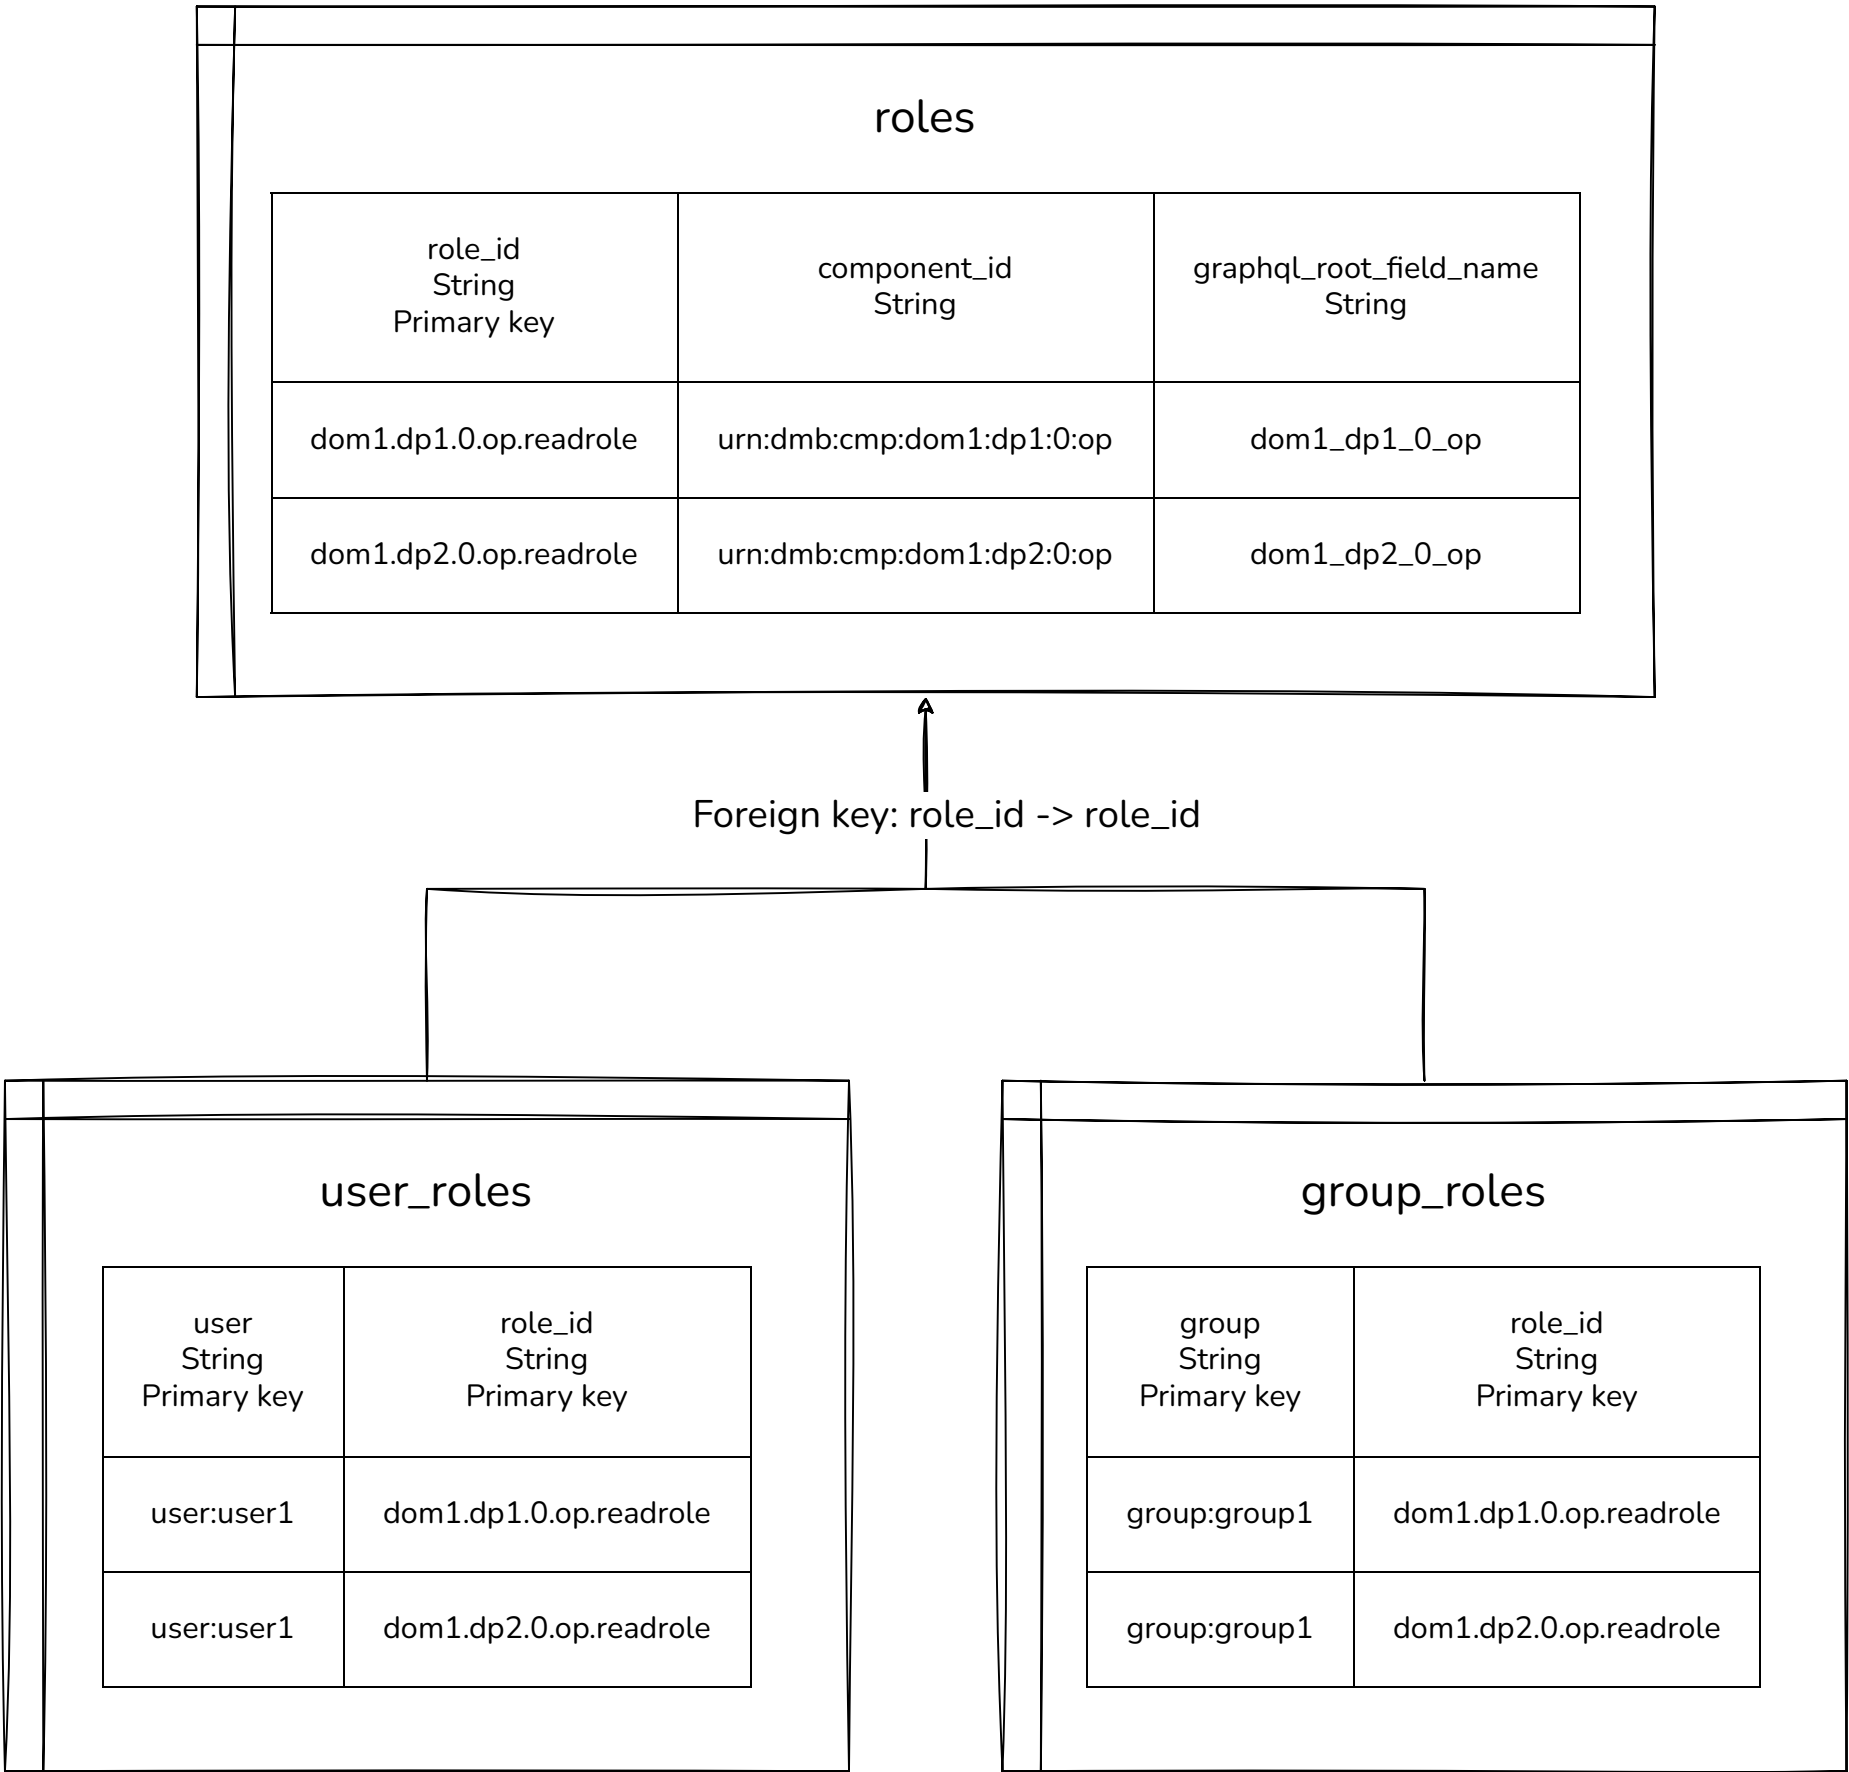 roles
role_id
String
Primary key
component_id
String
graphql_root_field_name
String
dom1.dp1.0.op.readrole
urn:dmb:cmp:dom1:dp1:0:op
dom1_dp1_0_op
dom1.dp2.0.op.readrole
urn:dmb:cmp:dom1:dp2:0:op
dom1_dp2_0_op
Foreign key: role_id -> role_id
user_roles
user
String
Primary key
role_id
String
Primary key
user:user1
dom1.dp1.0.op.readrole
user:user1
dom1.dp2.0.op.readrole
group_roles
group
String
Primary key
role_id
String
Primary key
group:group1
dom1.dp1.0.op.readrole
group:group1
dom1.dp2.0.op.readrole